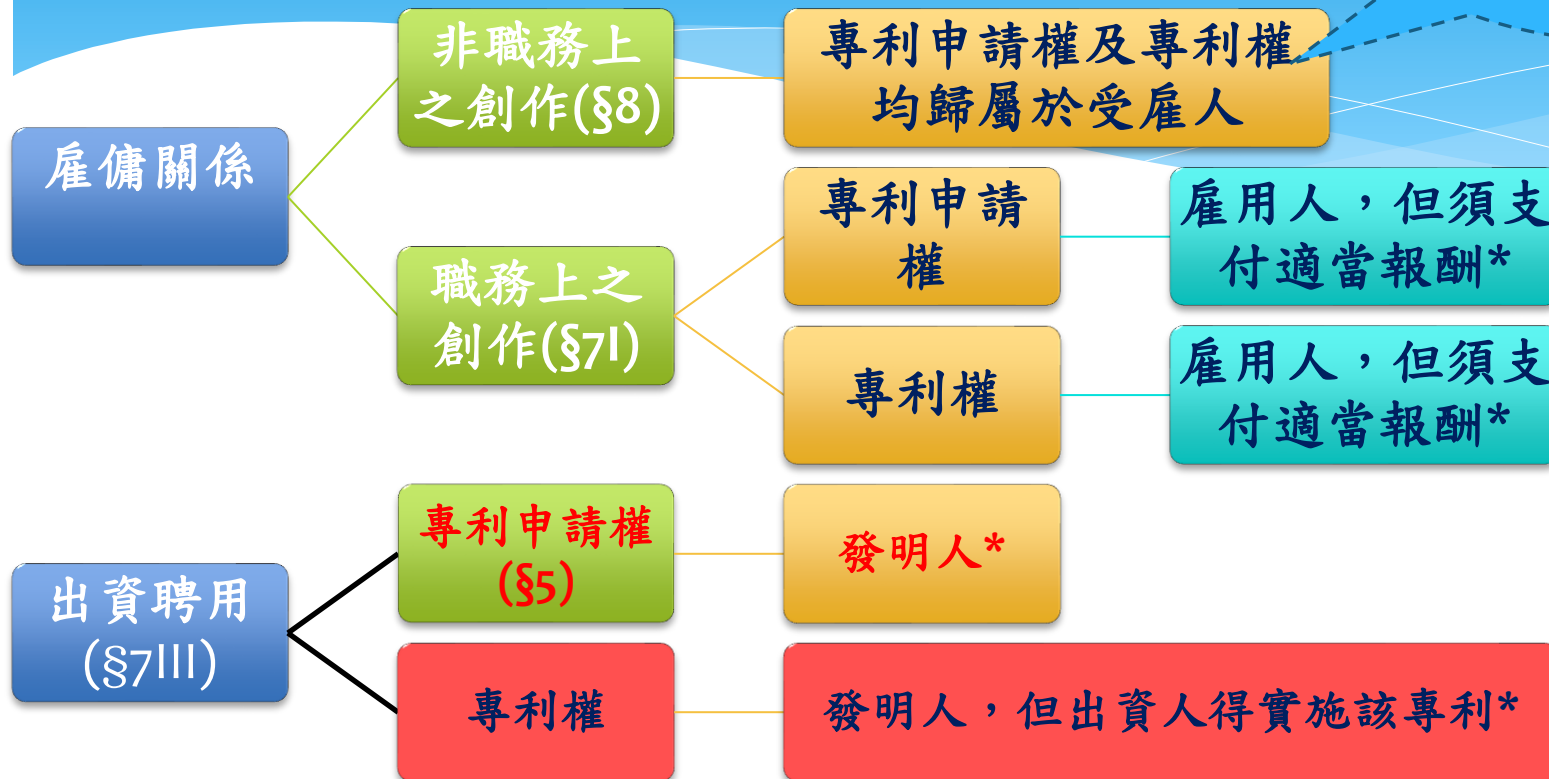 雇傭關係
非職務上
之創作(§8)
專利申請權及專利權
均歸屬於受雇人
職務上之
創作(§7I)
專利申請
權
雇用人，但須支
付適當報酬*
專利權
雇用人，但須支
付適當報酬*
出資聘用
(§7III)
專利申請權
(§5)
發明人*
專利權
發明人，但出資人得實施該專利*